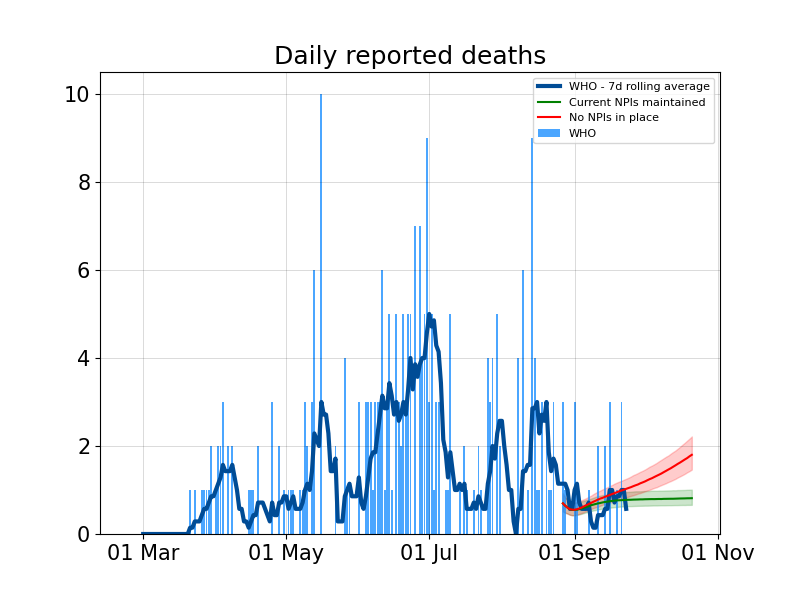 Daily reported deaths
WHO - 7d rolling average
Current NPIs maintained
No NPIs in place
WHO
10
8
6
4
2
0
01 Mar 01 May 01 Jul 01 Sep 01 Nov